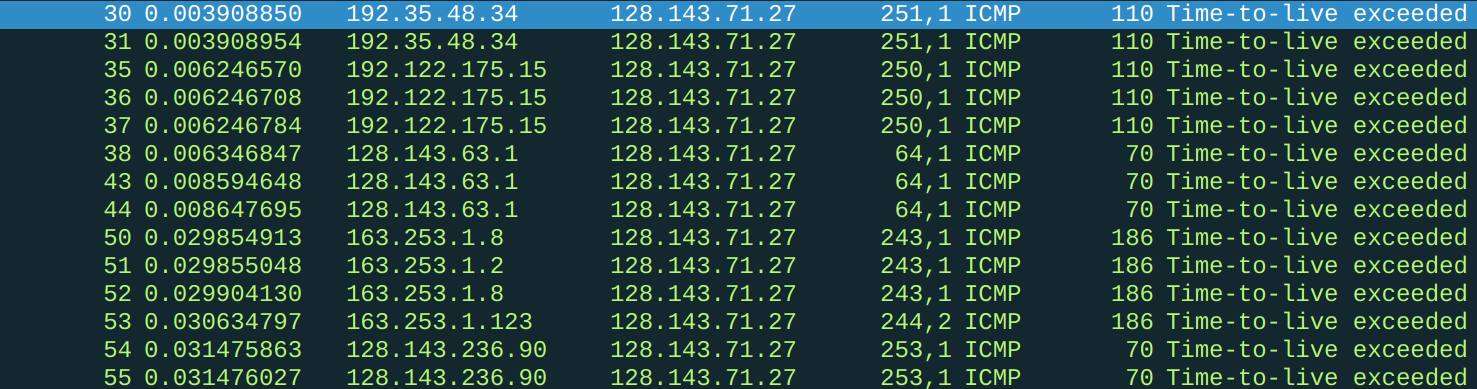 30 0.003908850 192.35.48.34 128.143.71.27 251,1 ICMP 110 Time-to-live exceeded
31 0.003908954 192.35.48.34 128.143.71.27 251,1 ICMP 110 Time-to-live exceeded
35 0.006246570 192.122.175.15 128.143.71.27 250,1 ICMP 110 Time-to-live exceeded
36 0.006246708 192.122.175.15 128.143.71.27 250,1 ICMP 110 Time-to-live exceeded
37 0.006246784 192.122.175.15 128.143.71.27 250,1 ICMP 110 Time-to-live exceeded
38 0.006346847 128.143.63.1 128.143.71.27 64,1 ICMP 70 Time-to-live exceeded
43 0.008594648 128.143.63.1 128.143.71.27 64,1 ICMP 70 Time-to-live exceeded
44 0.008647695 128.143.63.1 128.143.71.27 64,1 ICMP 70 Time-to-live exceeded
50 0.029854913 163.253.1.8 128.143.71.27 243,1 ICMP 186 Time-to-live exceeded
51 0.029855048 163.253.1.2 128.143.71.27 243,1 ICMP 186 Time-to-live exceeded
52 0.029904130 163.253.1.8 128.143.71.27 243,1 ICMP 186 Time-to-live exceeded
53 0.030634797 163.253.1.123 128.143.71.27 244,2 ICMP 186 Time-to-live exceeded
54 0.031475863 128.143.236.90 128.143.71.27 253,1 ICMP 70 Time-to-live exceeded
55 0.031476027 128.143.236.90 128.143.71.27 253,1 ICMP 70 Time-to-live exceeded